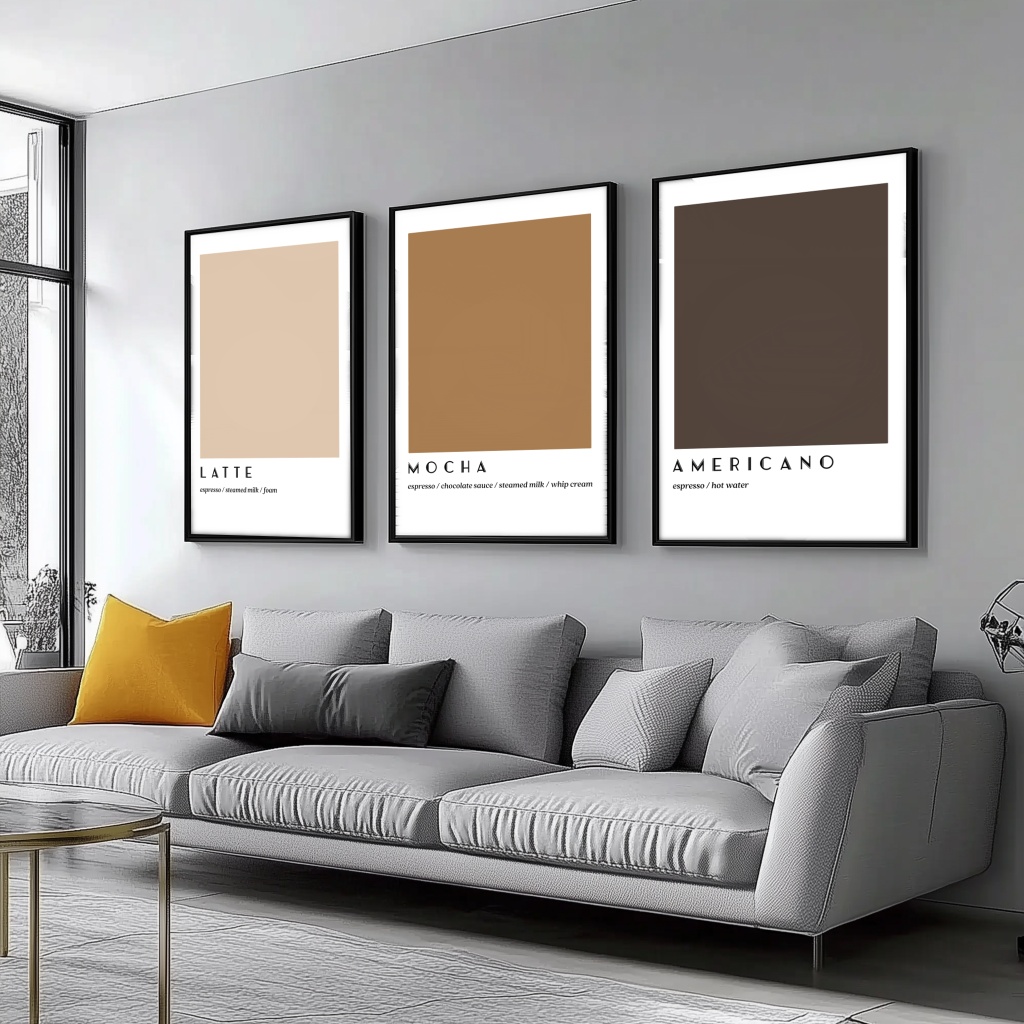 LATTE
espresso / steamed milk / foam
MOCHA
espresso / chocolate sauce / steamed milk / whip cream
AMERICANO
espresso / hot water